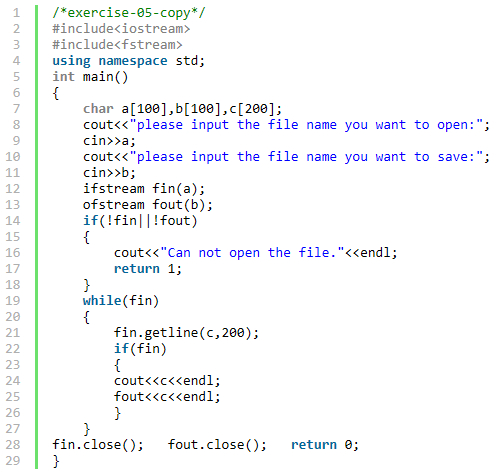 1 /*exercise-05-copy*/
2 #include<iostream>
3 #include<fstream>
4 using namespace std;
5 int main()
6 {
7     char a[100],b[100],c[200];
8     cout<<"please input the file name you want to open:";
9     cin>>a;
10     cout<<"please input the file name you want to save:";
11     cin>>b;
12     ifstream fin(a);
13     ofstream fout(b);
14     if(!fin||!fout)
15     {
16         cout<<"Can not open the file."<<endl;
17         return 1;
18     }
19     while(fin)
20     {
21         fin.getline(c,200);
22         if(fin)
23         {
24         cout<<c<<endl;
25         fout<<c<<endl;
26         }
27     }
28 fin.close();   fout.close();   return 0;
29 }